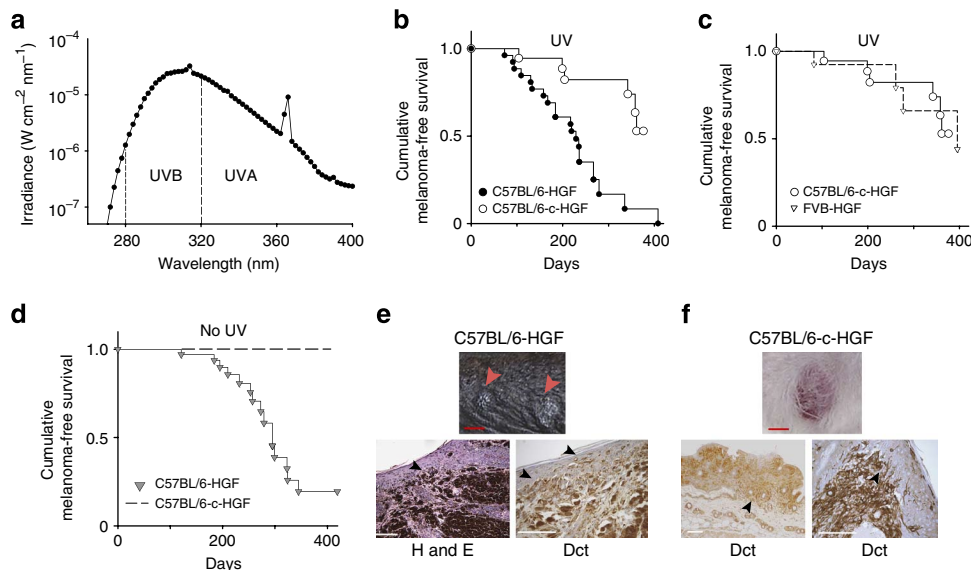 a
10⁻⁴
10⁻⁵
10⁻⁶
10⁻⁷
Irradiance (W cm⁻² nm⁻¹)
UVB
UVA
280
320
360
400
Wavelength (nm)
b
UV
1.0
0.5
0
Cumulative
melanoma-free survival
C57BL/6-HGF
C57BL/6-c-HGF
0
200
400
Days
c
UV
1.0
0.5
0
Cumulative
melanoma-free survival
C57BL/6-c-HGF
FVB-HGF
0
100
200
300
400
Days
d
No UV
1.0
0.5
0
Cumulative
melanoma-free survival
C57BL/6-HGF
C57BL/6-c-HGF
0
200
400
Days
e
C57BL/6-HGF
H and E
Dct
f
C57BL/6-c-HGF
Dct
Dct